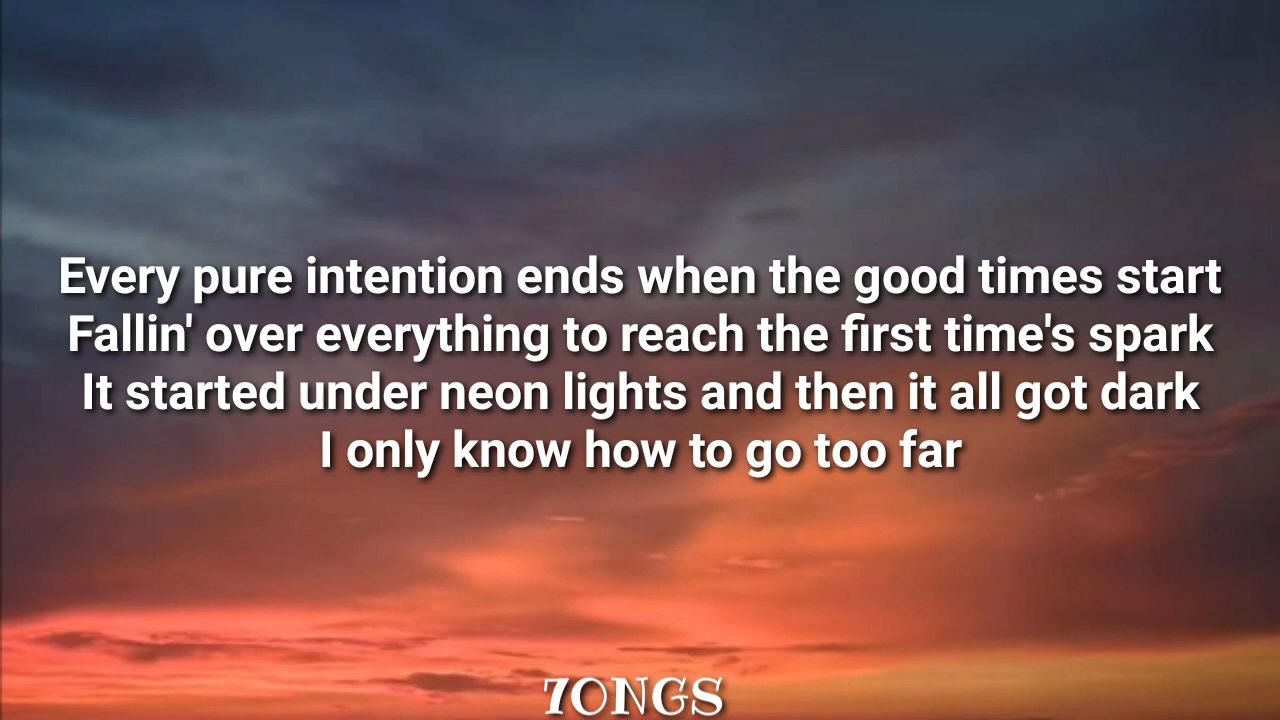 Every pure intention ends when the good times start
Fallin' over everything to reach the first time's spark
It started under neon lights and then it all got dark
I only know how to go too far
7ONGS